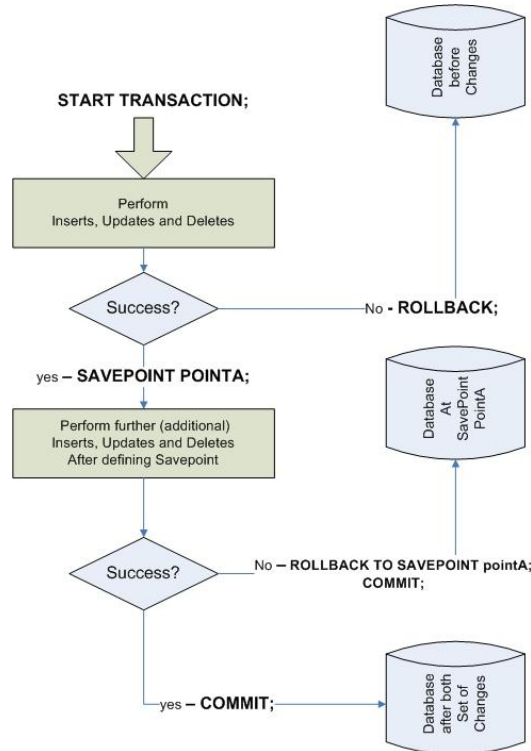 Database
before
Changes
START TRANSACTION;
Perform
Inserts, Updates and Deletes
Success?
No - ROLLBACK;
yes – SAVEPOINT POINTA;
Perform further (additional)
Inserts, Updates and Deletes
After defining Savepoint
Database
At
SavePoint
PointA
Success?
No – ROLLBACK TO SAVEPOINT pointA;
COMMIT;
yes – COMMIT;
Database
after both
Set of
Changes